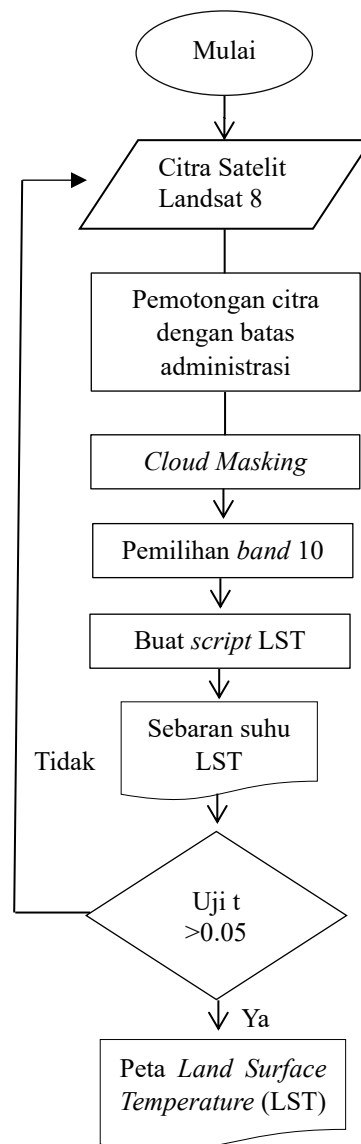 Mulai
Citra Satelit
Landsat 8
Pemotongan citra
dengan batas
administrasi
Cloud Masking
Pemilihan band 10
Buat script LST
Sebaran suhu
LST
Tidak
Uji t
>0.05
Ya
Peta Land Surface
Temperature (LST)